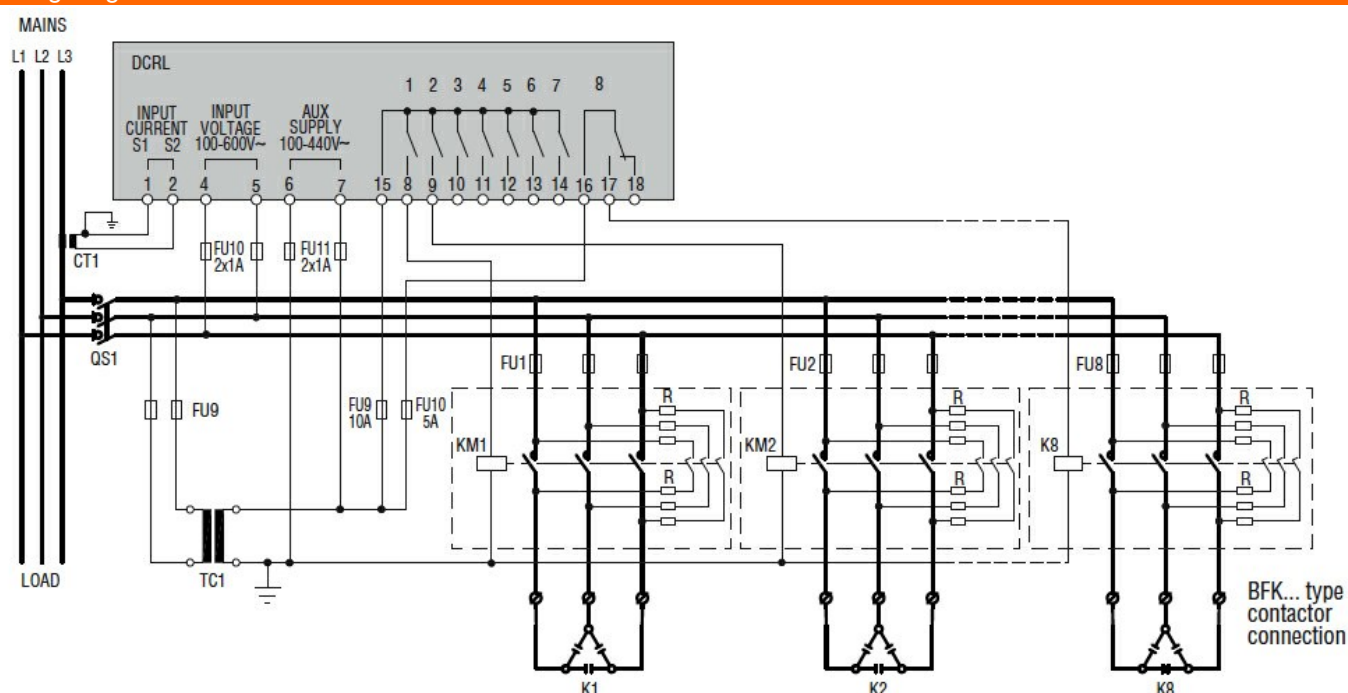 MAINS
L1 L2 L3
DCRL
1 2 3 4 5 6 7 8
INPUT CURRENT
S1 S2
INPUT VOLTAGE
100-600V~
AUX SUPPLY
100-440V~
1 2 4 5 6 7 15 8 9 10 11 12 13 14 16 17 18
CT1
FU10
2x1A
FU11
2x1A
QS1
FU1
FU2
FU8
FU9
FU9
10A
FU10
5A
KM1
R
R
KM2
R
R
K8
R
R
LOAD
TC1
BFK... type
contactor
connection
K1
K2
K8